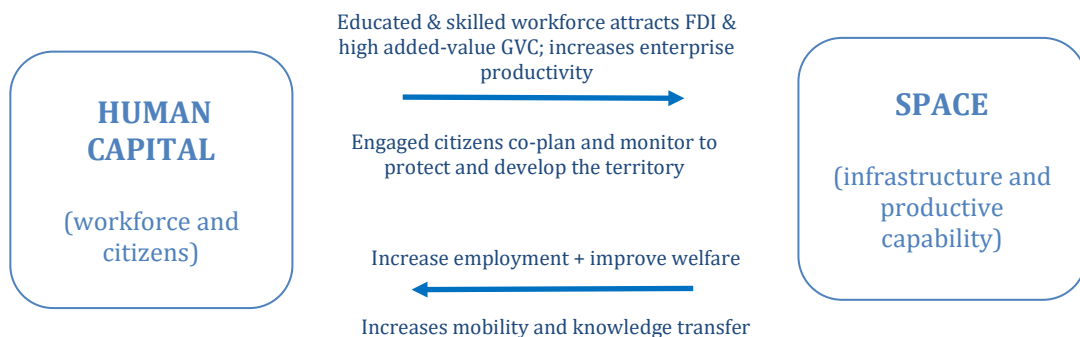 HUMAN
CAPITAL
(workforce and
citizens)
Educated & skilled workforce attracts FDI &
high added-value GVC; increases enterprise
productivity
Engaged citizens co-plan and monitor to
protect and develop the territory
Increase employment + improve welfare
Increases mobility and knowledge transfer
SPACE
(infrastructure and
productive
capability)